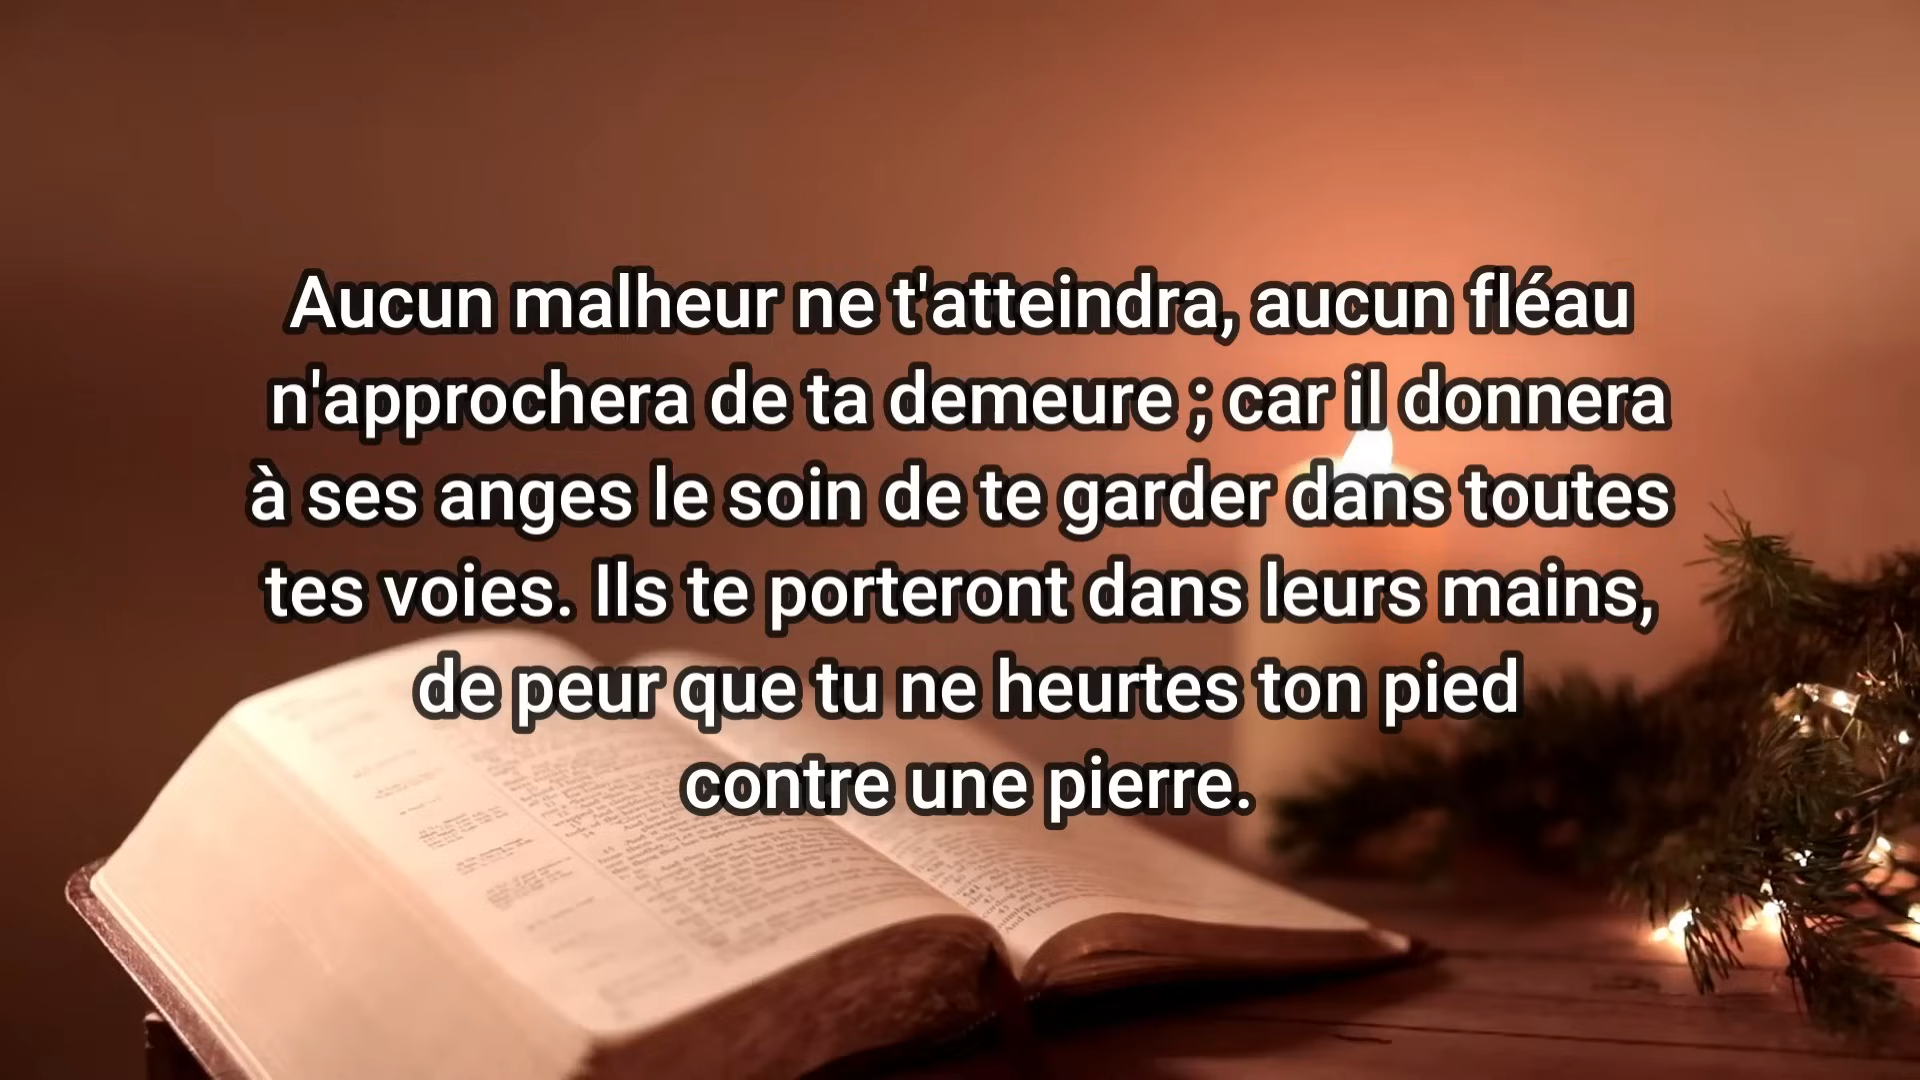 Aucun malheur ne t'atteindra, aucun fléau
n'approchera de ta demeure ; car il donnera
à ses anges le soin de te garder dans toutes
tes voies. Ils te porteront dans leurs mains,
de peur que tu ne heurtes ton pied
contre une pierre.